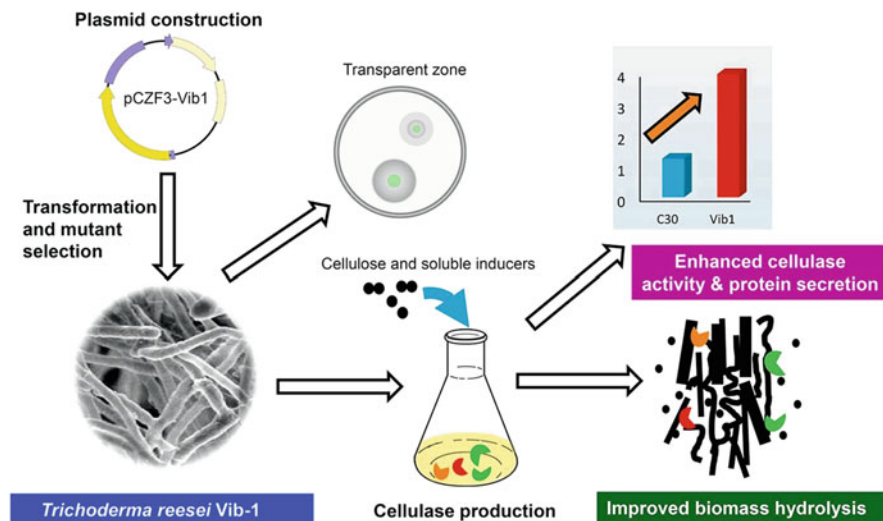 Plasmid construction
pCZF3-Vib1
Transformation
and mutant
selection
Trichoderma reesei Vib-1
Transparent zone
Cellulose and soluble inducers
Cellulase production
4
3
2
1
0
C30 Vib1
Enhanced cellulase
activity & protein secretion
Improved biomass hydrolysis